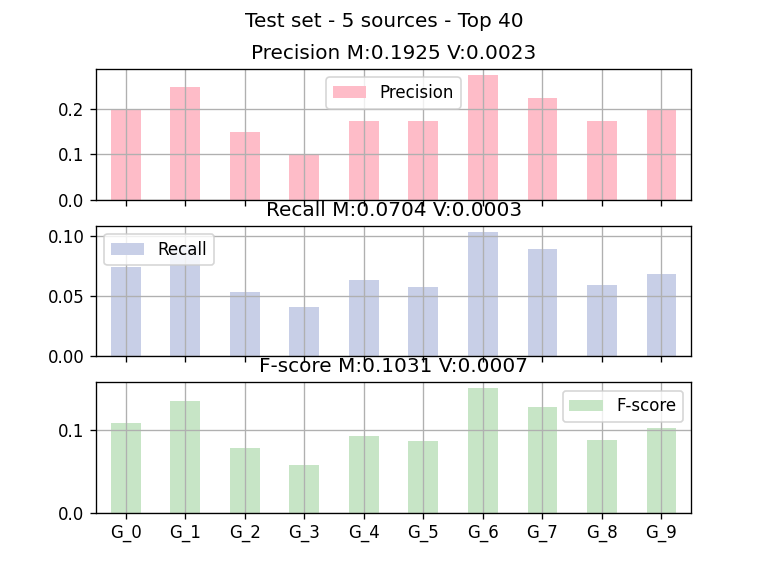 Test set - 5 sources - Top 40
Precision M:0.1925 V:0.0023
0.2
0.1
0.0
Precision
Recall M:0.0704 V:0.0003
0.10
0.05
0.00
Recall
F-score M:0.1031 V:0.0007
0.1
0.0
F-score
G_0 G_1 G_2 G_3 G_4 G_5 G_6 G_7 G_8 G_9